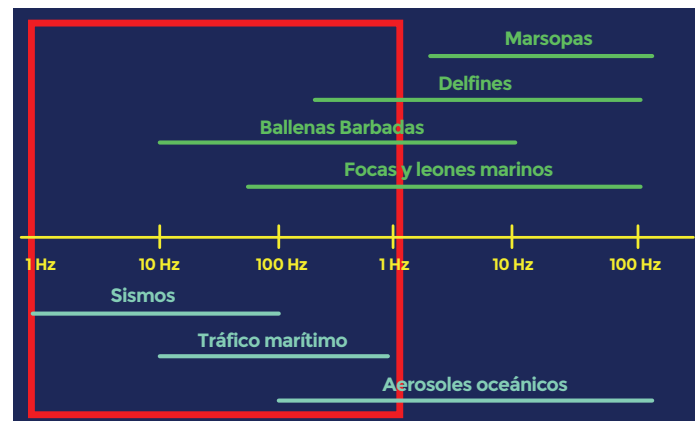 Marsopas
Delfines
Ballenas Barbadas
Focas y leones marinos
1 Hz 10 Hz 100 Hz 1 Hz 10 Hz 100 Hz
Sismos
Tráfico marítimo
Aerosoles oceánicos